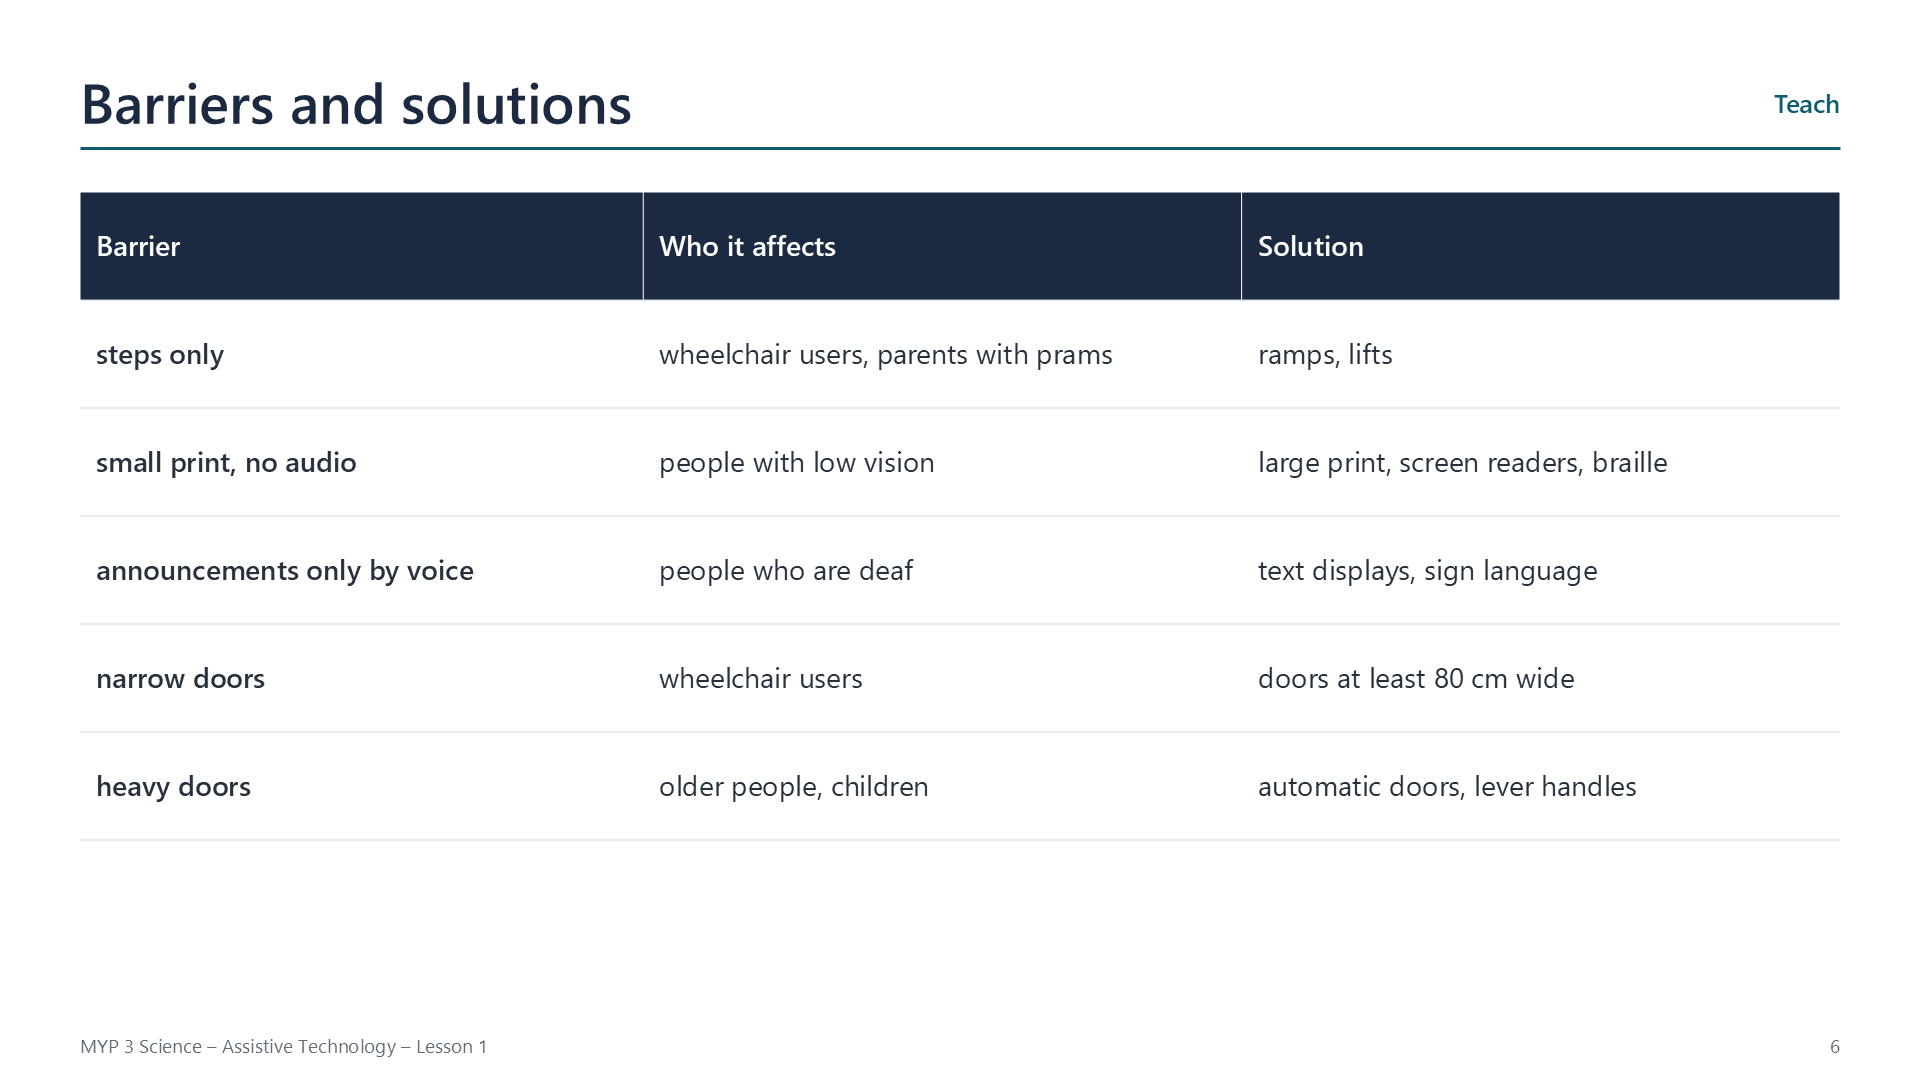 Barriers and solutions
Teach
Barrier Who it affects Solution
steps only wheelchair users, parents with prams ramps, lifts
small print, no audio people with low vision large print, screen readers, braille
announcements only by voice people who are deaf text displays, sign language
narrow doors wheelchair users doors at least 80 cm wide
heavy doors older people, children automatic doors, lever handles
MYP 3 Science – Assistive Technology – Lesson 1
6